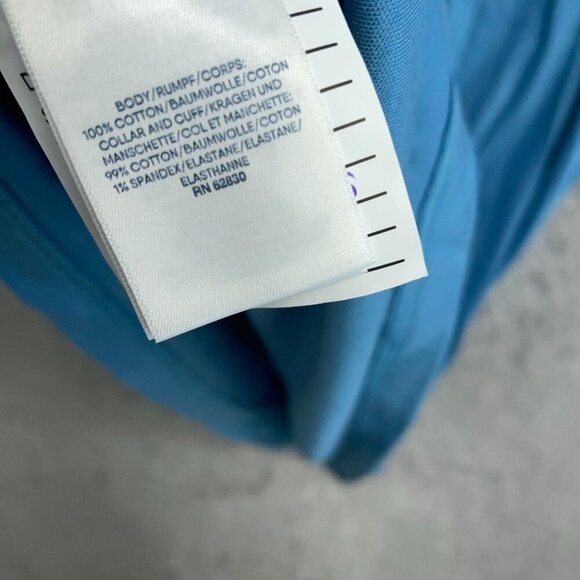 BODY/RUMPF/CORPS:
100% COTTON/BAUMWOLLE/COTON
COLLAR AND CUFF/KRAGEN UND
MANSCHETTE/COL ET MANCHETTE:
99% COTTON/BAUMWOLLE/COTON
1% SPANDEX/ELASTANE/ELASTANE/
ELASTHANNE
RN 62830